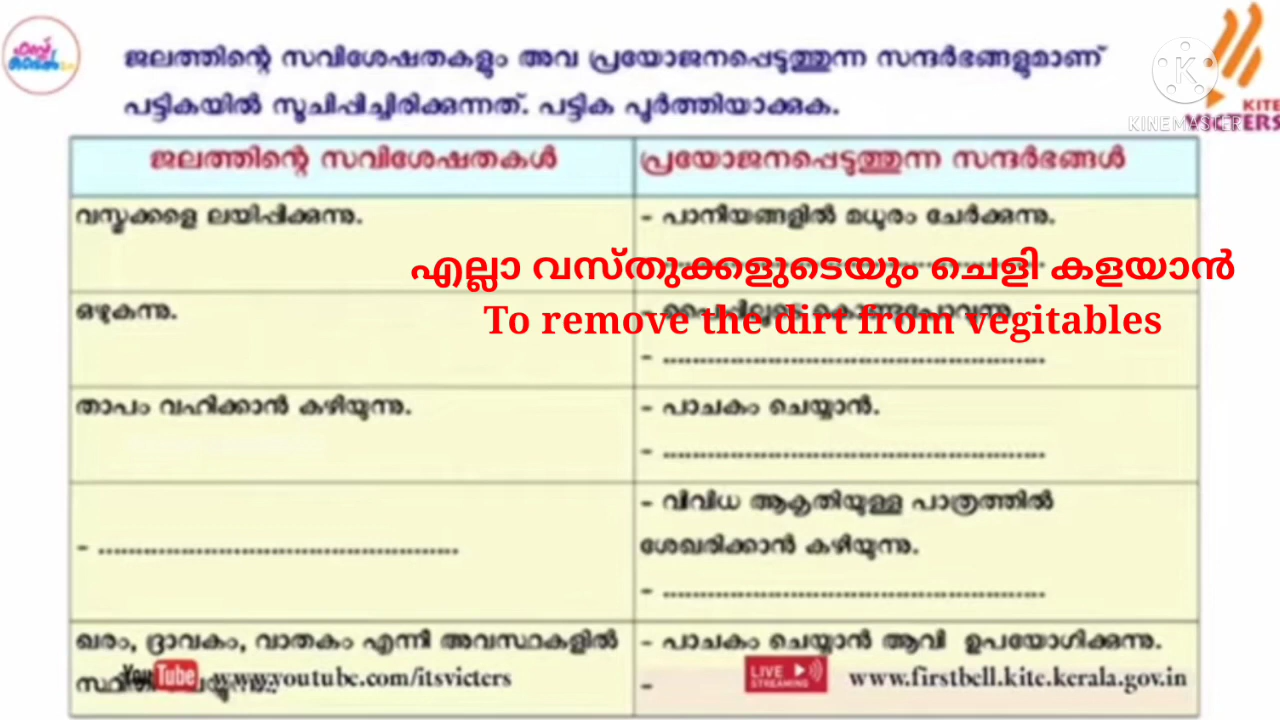 ജലത്തിന്റെ സവിശേഷതകളും അവ പ്രയോജനപ്പെടുത്തുന്ന സന്ദർഭങ്ങളുമാണ്
പട്ടികയിൽ സൂചിപ്പിച്ചിരിക്കുന്നത്. പട്ടിക പൂർത്തിയാക്കുക.
KINEMASTER
KITE
VICTERS
ജലത്തിന്റെ സവിശേഷതകൾ
പ്രയോജനപ്പെടുത്തുന്ന സന്ദർഭങ്ങൾ
വസ്തുക്കളെ ലയിപ്പിക്കുന്നു.
- പാനീയങ്ങളിൽ മധുരം ചേർക്കുന്നു.
എല്ലാ വസ്തുക്കളുടെയും ചെളി കളയാൻ
ഒഴുകുന്നു.
To remove the dirt from vegitables
- ..................................................
താപം വഹിക്കാൻ കഴിയുന്നു.
- പാചകം ചെയ്യാൻ.
- ..................................................
- വിവിധ ആകൃതിയുള്ള പാത്രത്തിൽ
ശേഖരിക്കാൻ കഴിയുന്നു.
- ...............................................
- ..................................................
ഖരം, ദ്രാവകം, വാതകം എന്നീ അവസ്ഥകളിൽ
- പാചകം ചെയ്യാൻ ആവി ഉപയോഗിക്കുന്നു.
YouTube www.youtube.com/itsvicters
LIVE STREAMING www.firstbell.kite.kerala.gov.in
-